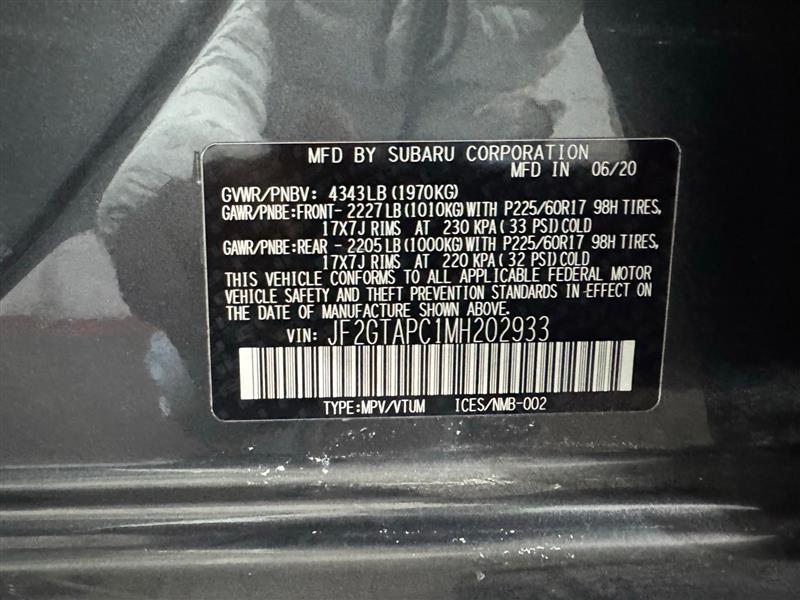 MFD BY SUBARU CORPORATION
MFD IN 06/20
GVWR/PNBV: 4343LB (1970KG)
GAWR/PNBE:FRONT- 2227LB (1010KG) WITH P225/60R17 98H TIRES,
17X7J RIMS AT 230 KPA (33 PSI) COLD
GAWR/PNBE:REAR - 2205LB (1000KG) WITH P225/60R17 98H TIRES,
17X7J RIMS AT 220 KPA (32 PSI) COLD
THIS VEHICLE CONFORMS TO ALL APPLICABLE FEDERAL MOTOR
VEHICLE SAFETY AND THEFT PREVENTION STANDARDS IN EFFECT ON
THE DATE OF MANUFACTURE SHOWN ABOVE.
VIN: JF2GTAPC1MH202933
TYPE:MPV/VTUM ICES/NMB-002